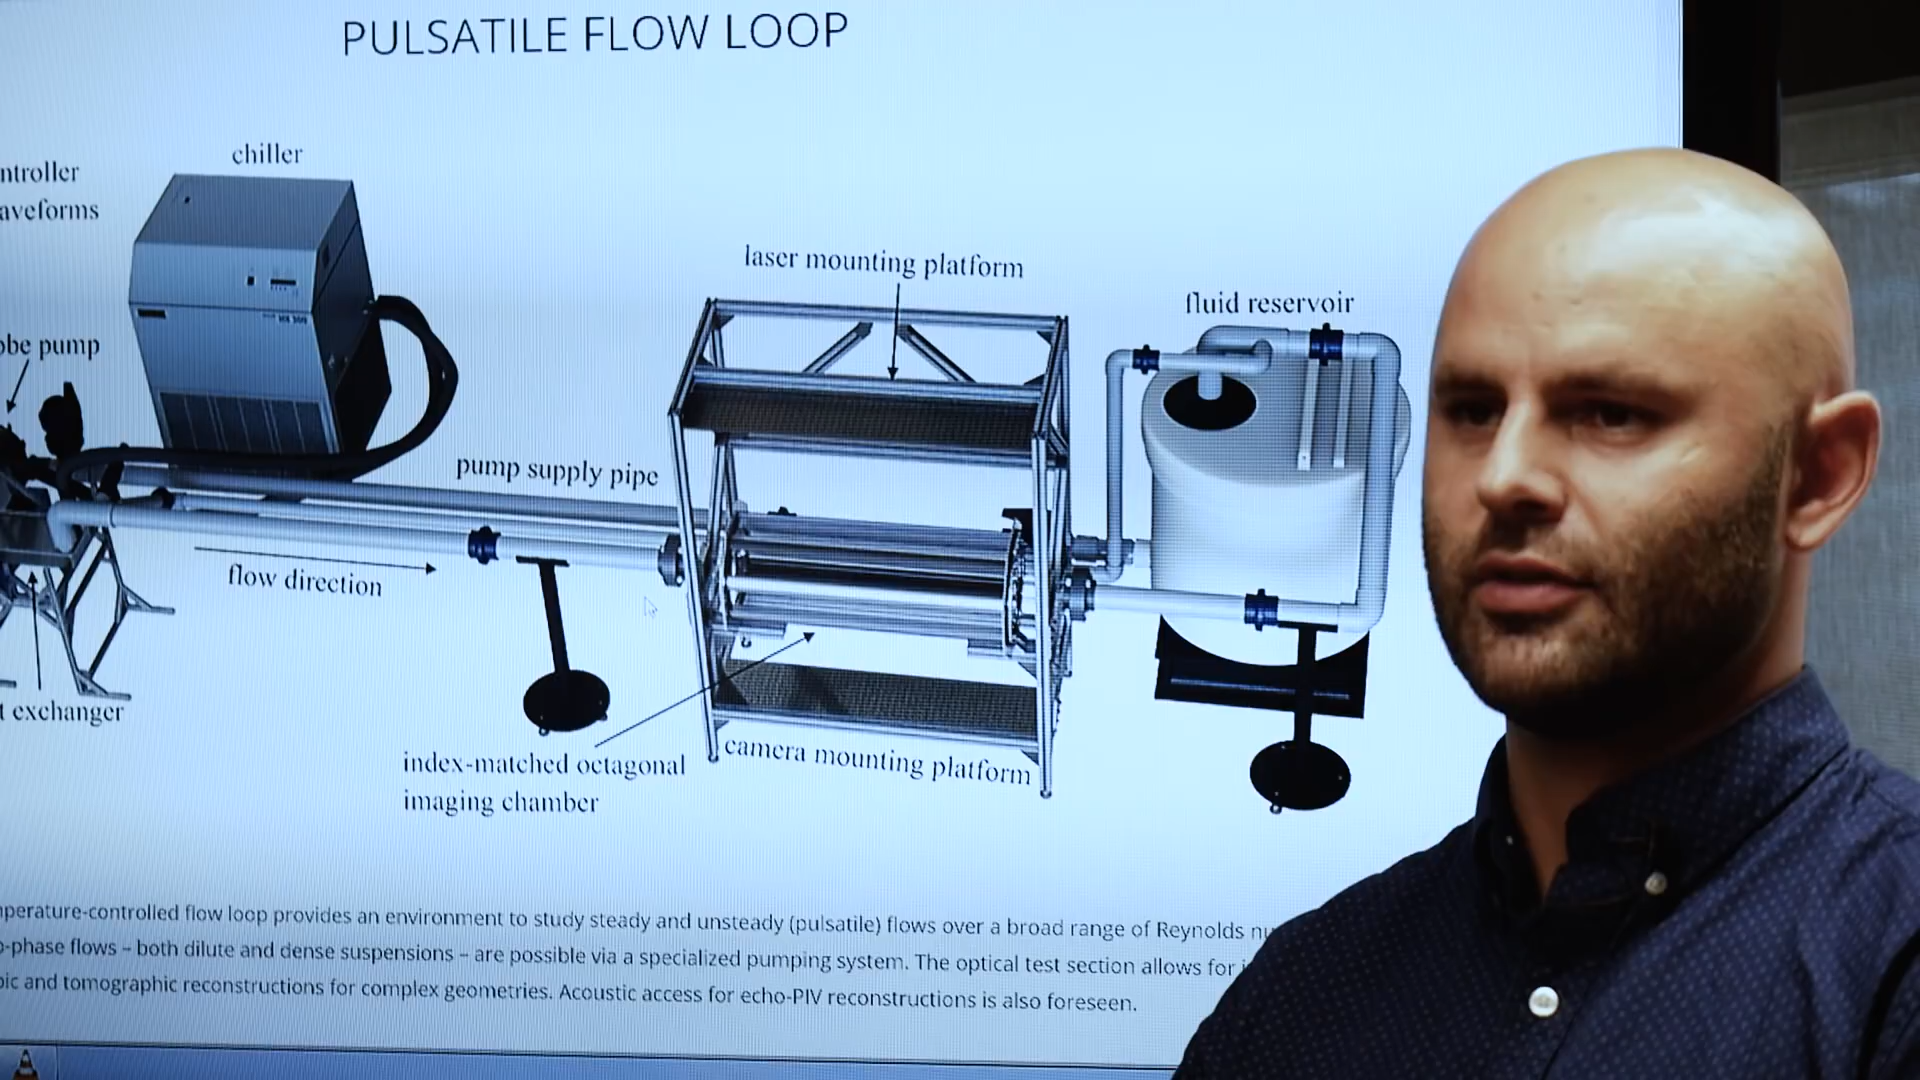 PULSATILE FLOW LOOP
chiller
ntroller
aveforms
laser mounting platform
fluid reservoir
obe pump
pump supply pipe
flow direction
t exchanger
camera mounting platform
index-matched octagonal
imaging chamber
perature-controlled flow loop provides an environment to study steady and unsteady (pulsatile) flows over a broad range of Reynolds nu
o-phase flows – both dilute and dense suspensions – are possible via a specialized pumping system. The optical test section allows for
pic and tomographic reconstructions for complex geometries. Acoustic access for echo-PIV reconstructions is also foreseen.